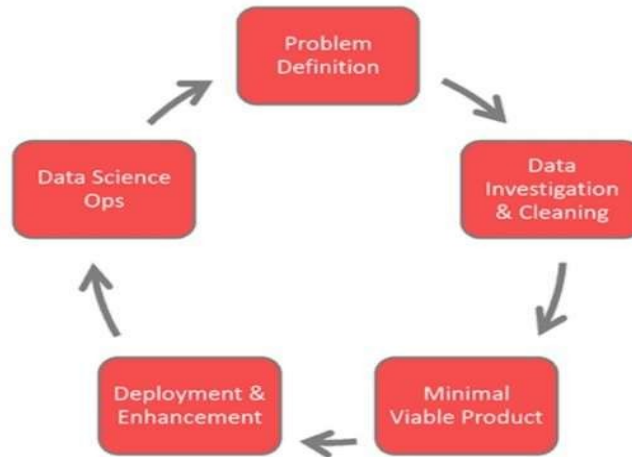 Problem
Definition
Data
Investigation
& Cleaning
Minimal
Viable Product
Deployment &
Enhancement
Data Science
Ops